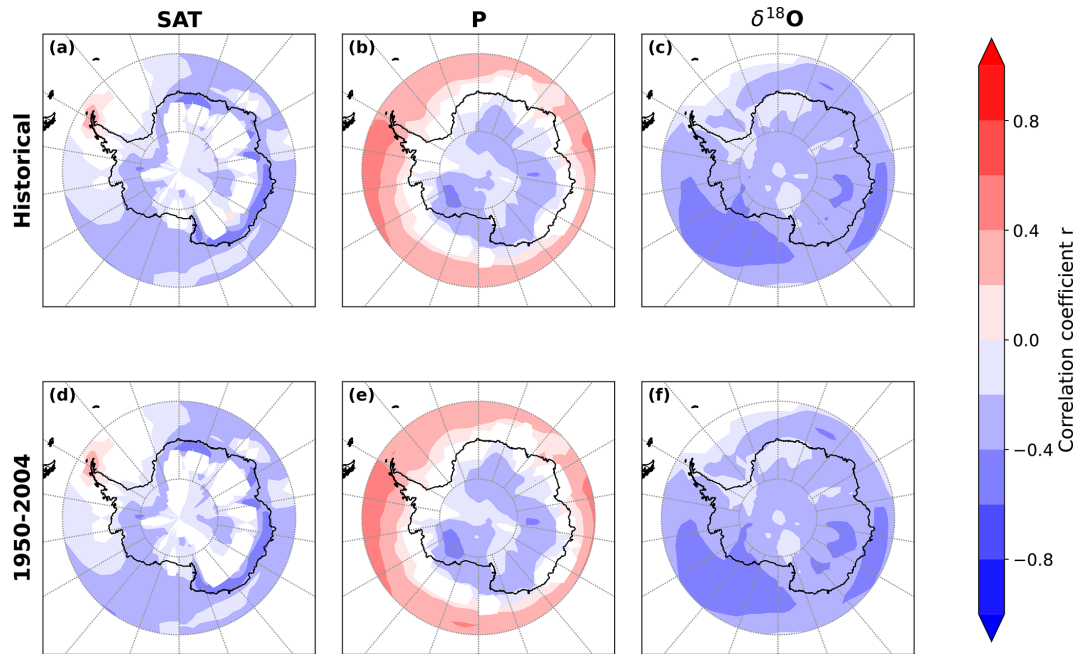 SAT
P
δ¹⁸O
Historical
(a)
(b)
(c)
1950-2004
(d)
(e)
(f)
0.8
0.4
0.0
−0.4
−0.8
Correlation coefficient r